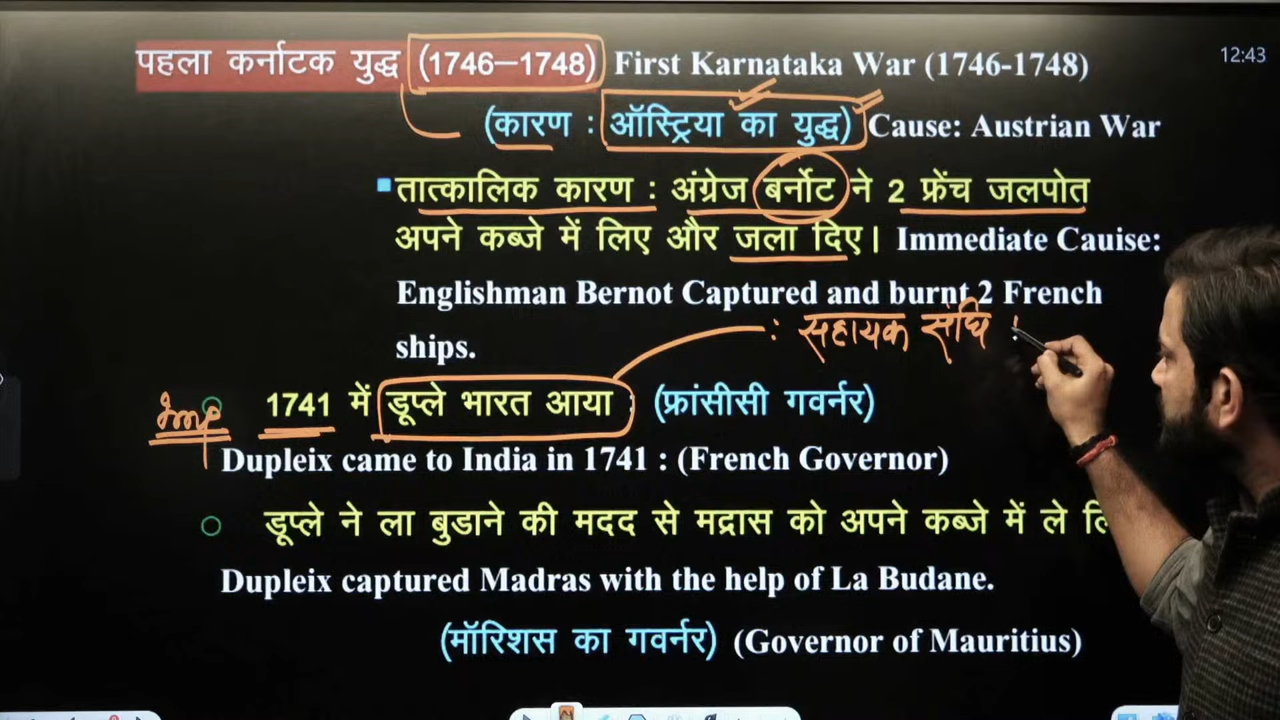 12:43
पहला कर्नाटक युद्ध (1746–1748) First Karnataka War (1746-1748)
(कारण : ऑस्ट्रिया का युद्ध) Cause: Austrian War
तात्कालिक कारण : अंग्रेज बर्नोट ने 2 फ्रेंच जलपोत
अपने कब्जे में लिए और जला दिए। Immediate Cauise:
Englishman Bernot Captured and burnt 2 French
ships.
: सहायक संघि :
Imp 1741 में डूप्ले भारत आया : (फ्रांसीसी गवर्नर)
Dupleix came to India in 1741 : (French Governor)
डूप्ले ने ला बुडाने की मदद से मद्रास को अपने कब्जे में ले
Dupleix captured Madras with the help of La Budane.
(मॉरिशस का गवर्नर) (Governor of Mauritius)